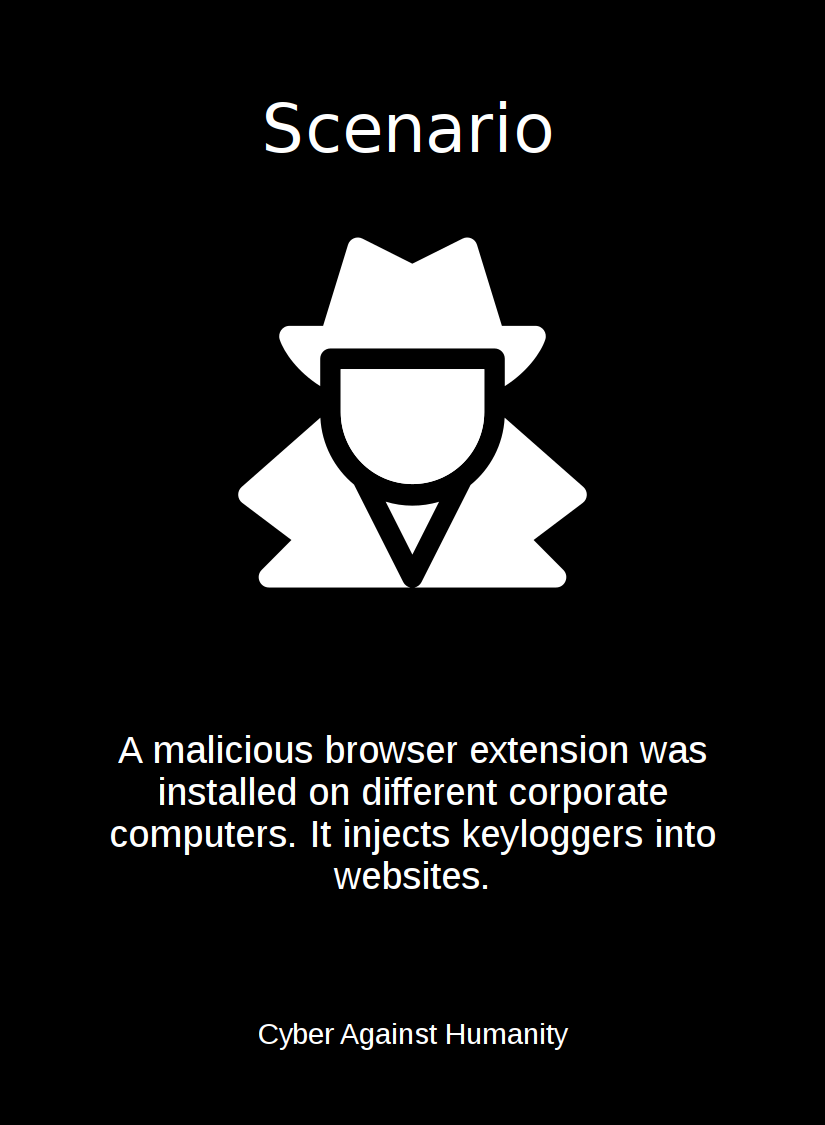 Scenario
A malicious browser extension was
installed on different corporate
computers. It injects keyloggers into
websites.
Cyber Against Humanity